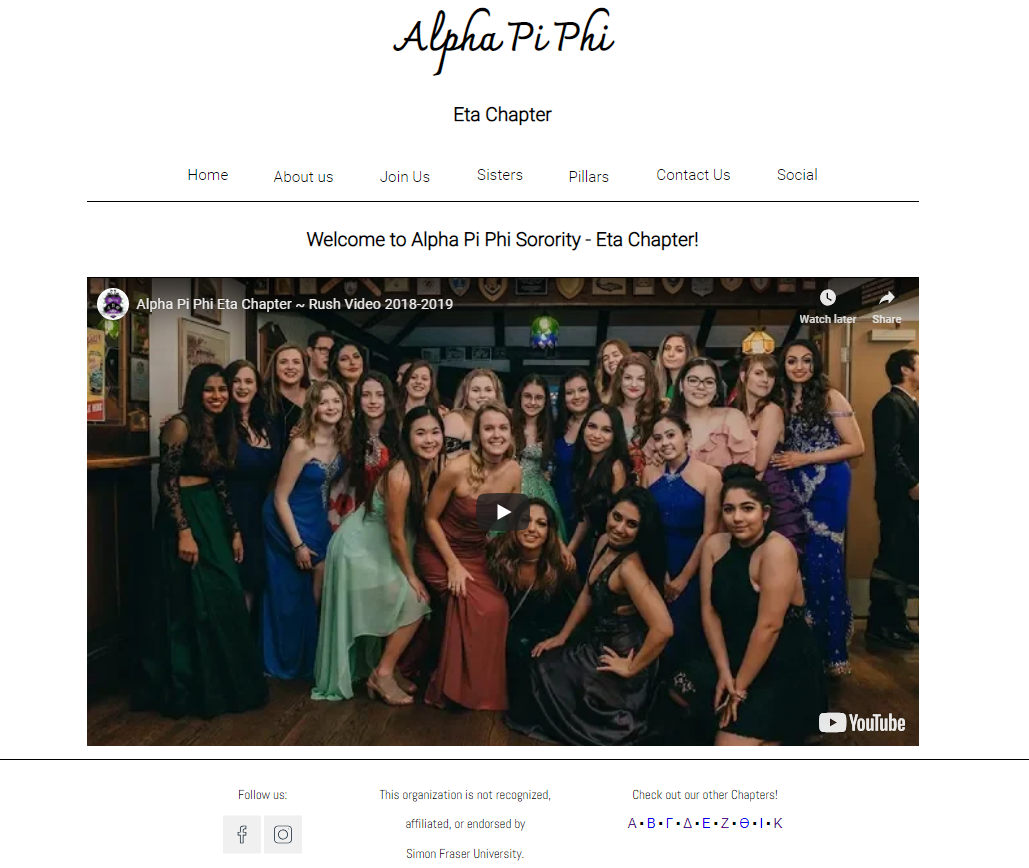 Alpha Pi Phi
Eta Chapter
Home About us Join Us Sisters Pillars Contact Us Social
Welcome to Alpha Pi Phi Sorority - Eta Chapter!
Alpha Pi Phi Eta Chapter ~ Rush Video 2018-2019
Watch later Share
YouTube
Follow us:
This organization is not recognized,
affiliated, or endorsed by
Simon Fraser University.
Check out our other Chapters!
Α ▪ Β ▪ Γ ▪ Δ ▪ Ε ▪ Ζ ▪ Θ ▪ Ι ▪ Κ